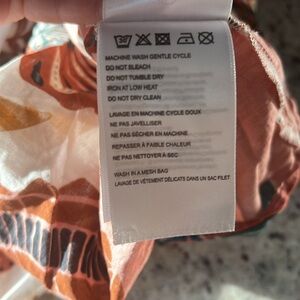 MACHINE WASH GENTLE CYCLE
DO NOT BLEACH
DO NOT TUMBLE DRY
IRON AT LOW HEAT
DO NOT DRY CLEAN
LAVAGE EN MACHINE CYCLE DOUX
NE PAS JAVELLISER
NE PAS SÉCHER EN MACHINE
REPASSER À FAIBLE CHALEUR
NE PAS NETTOYER À SEC
WASH IN A MESH BAG
LAVAGE DE VÊTEMENT DÉLICATS DANS UN SAC FILET